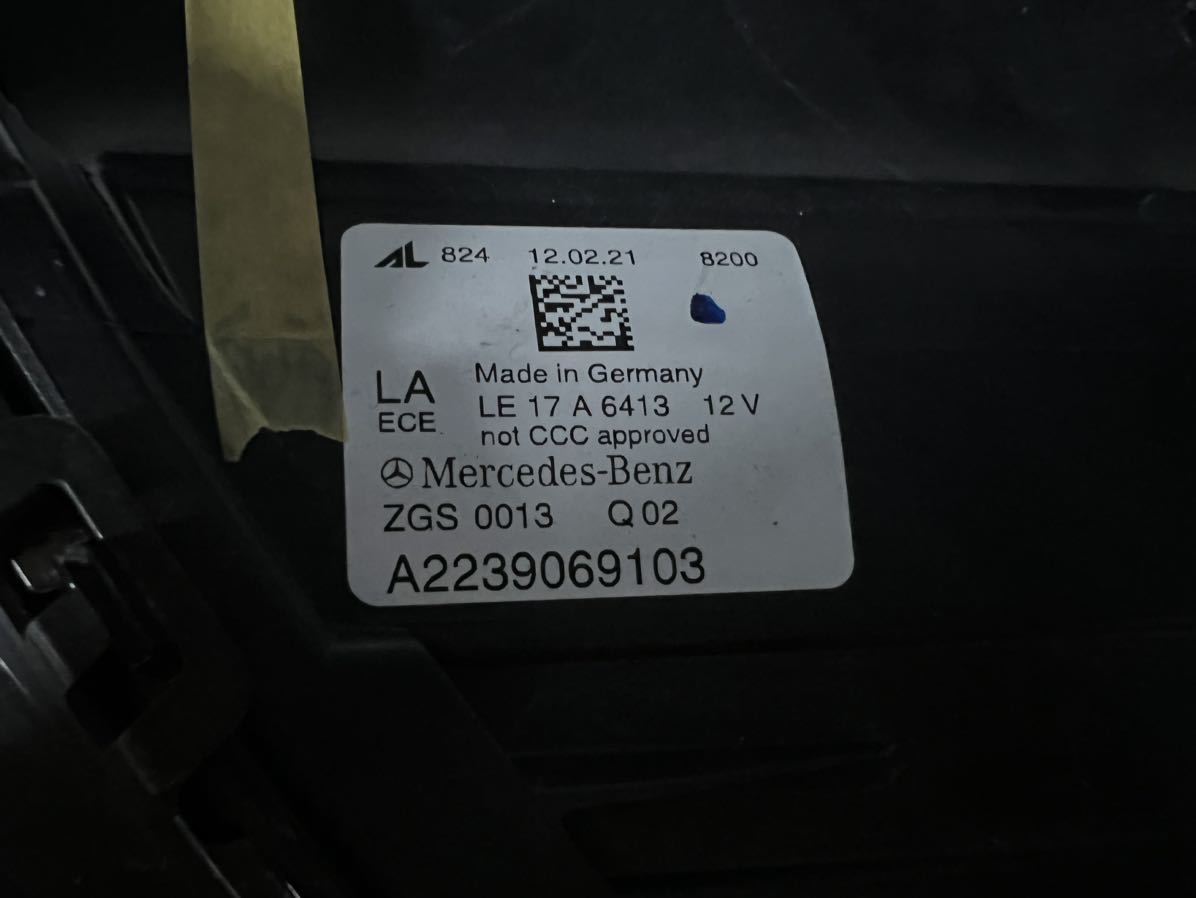 AL 824 12.02.21 8200
Made in Germany
LA LE 17 A 6413 12 V
ECE not CCC approved
Mercedes-Benz
ZGS 0013 Q 02
A2239069103